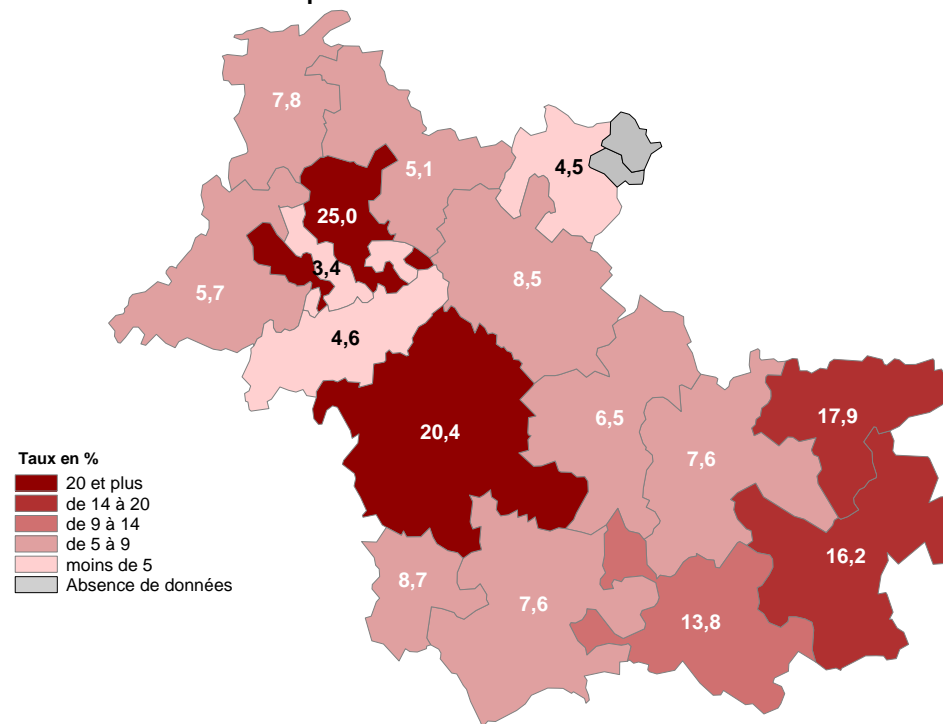 7,8
5,1
4,5
25,0
3,4
5,7
8,5
4,6
6,5
17,9
20,4
7,6
16,2
8,7
7,6
13,8
Taux en %
20 et plus
de 14 à 20
de 9 à 14
de 5 à 9
moins de 5
Absence de données